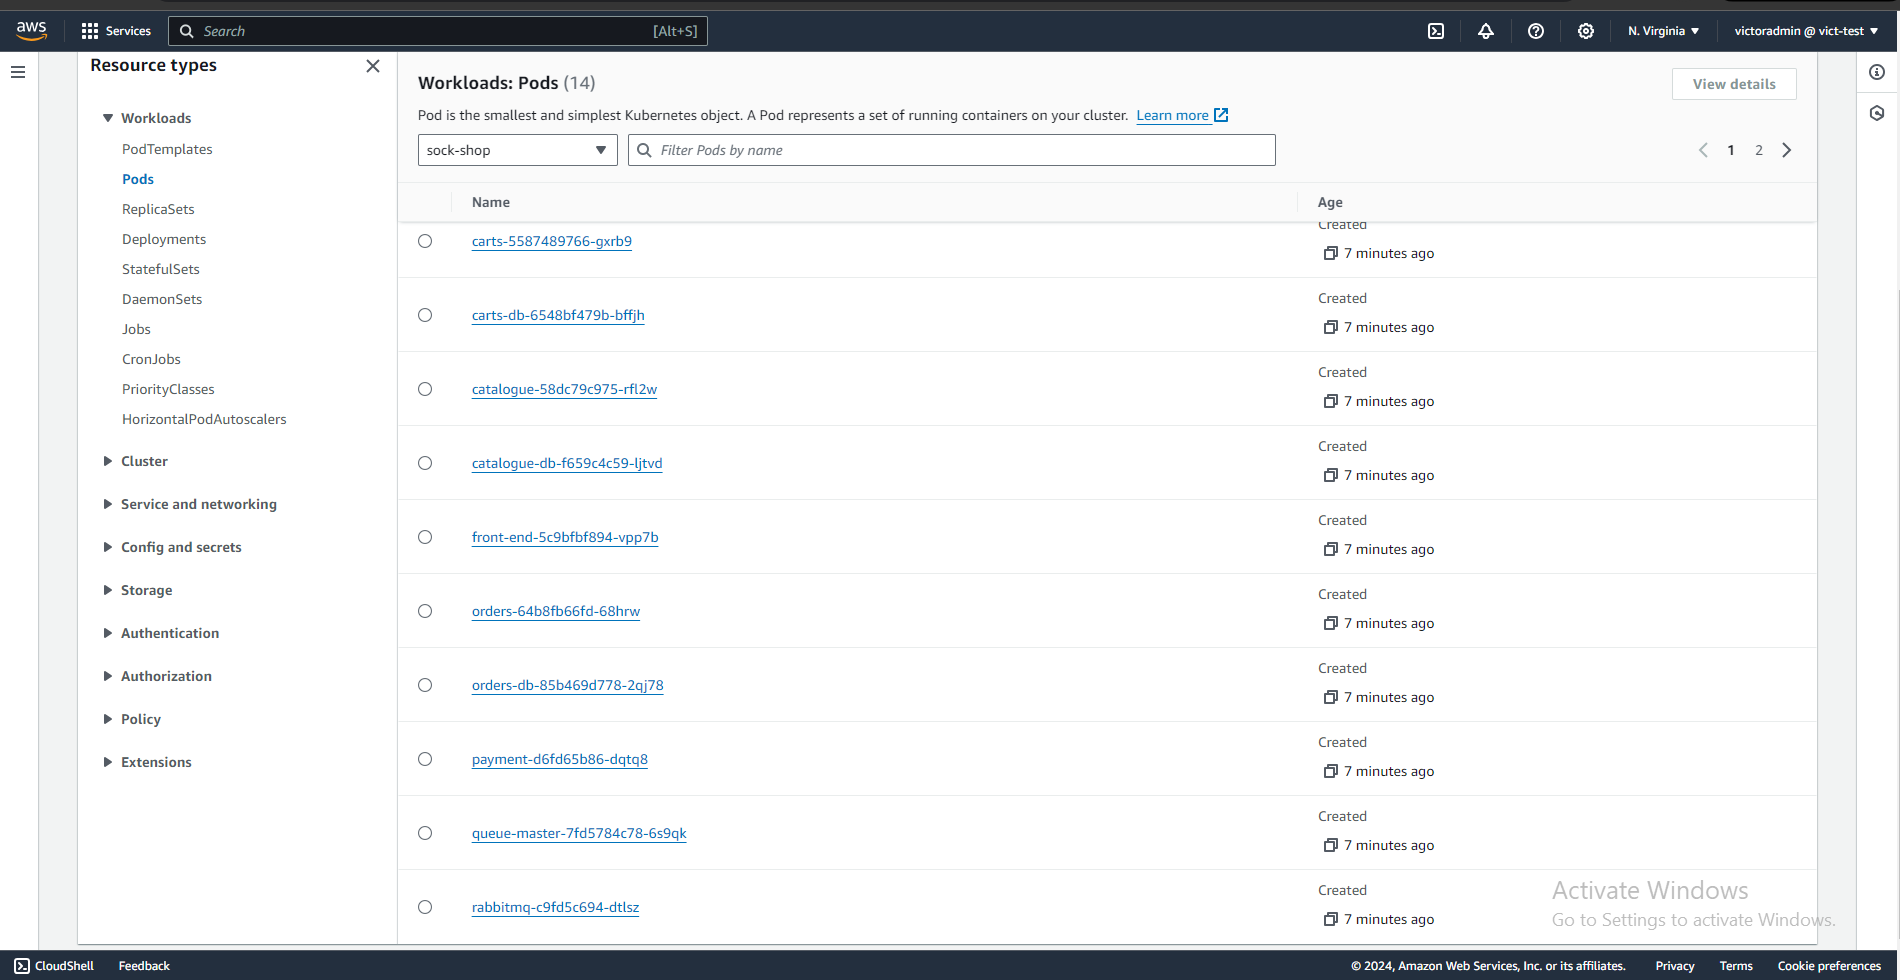 aws
Services
Search
[Alt+S]
N. Virginia
victoradmin @ vict-test
Resource types
Workloads
PodTemplates
Pods
ReplicaSets
Deployments
StatefulSets
DaemonSets
Jobs
CronJobs
PriorityClasses
HorizontalPodAutoscalers
Cluster
Service and networking
Config and secrets
Storage
Authentication
Authorization
Policy
Extensions
Workloads: Pods (14)
View details
Pod is the smallest and simplest Kubernetes object. A Pod represents a set of running containers on your cluster. Learn more
sock-shop
Filter Pods by name
1 2
Name Age
Created
carts-5587489766-gxrb9
7 minutes ago
Created
carts-db-6548bf479b-bffjh
7 minutes ago
Created
catalogue-58dc79c975-rfl2w
7 minutes ago
Created
catalogue-db-f659c4c59-ljtvd
7 minutes ago
Created
front-end-5c9bfbf894-vpp7b
7 minutes ago
Created
orders-64b8fb66fd-68hrw
7 minutes ago
Created
orders-db-85b469d778-2qj78
7 minutes ago
Created
payment-d6fd65b86-dqtq8
7 minutes ago
Created
queue-master-7fd5784c78-6s9qk
7 minutes ago
Created
rabbitmq-c9fd5c694-dtlsz
7 minutes ago
Activate Windows
Go to Settings to activate Windows.
CloudShell
Feedback
© 2024, Amazon Web Services, Inc. or its affiliates.
Privacy
Terms
Cookie preferences